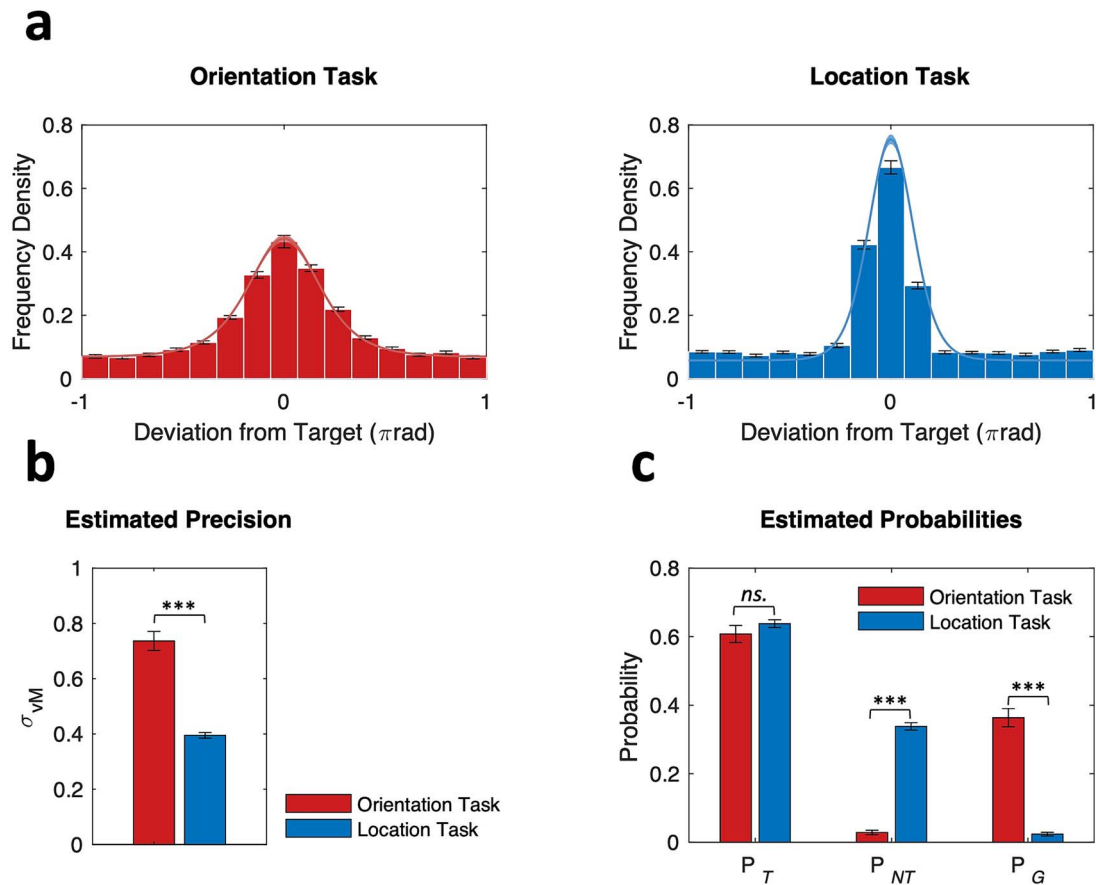 a
Orientation Task
Frequency Density
0.8
0.6
0.4
0.2
0
-1
0
1
Deviation from Target (πrad)
Location Task
Frequency Density
0.8
0.6
0.4
0.2
0
-1
0
1
Deviation from Target (πrad)
b
Estimated Precision
σvM
1
0.8
0.6
0.4
0.2
0
***
Orientation Task
Location Task
c
Estimated Probabilities
Probability
0.8
0.6
0.4
0.2
0
ns.
***
***
Orientation Task
Location Task
P T
P NT
P G